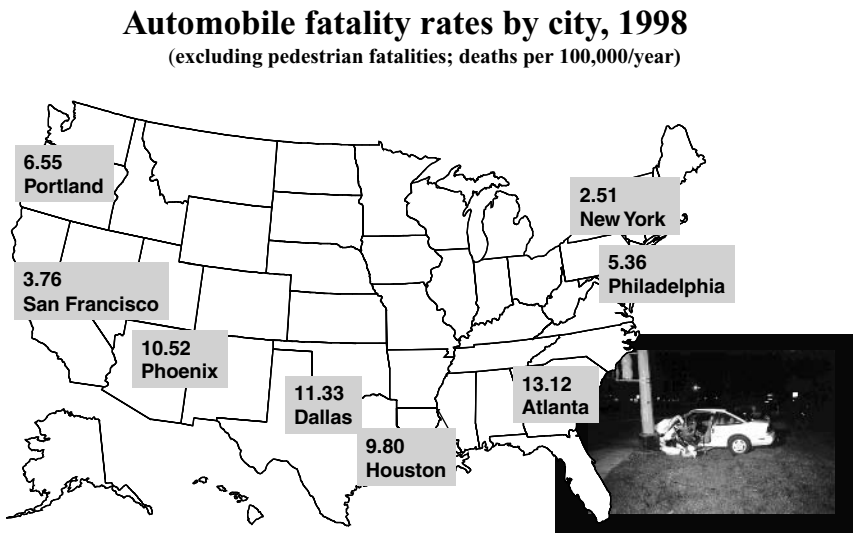 Automobile fatality rates by city, 1998
(excluding pedestrian fatalities; deaths per 100,000/year)
6.55
Portland
2.51
New York
3.76
San Francisco
5.36
Philadelphia
10.52
Phoenix
11.33
Dallas
13.12
Atlanta
9.80
Houston